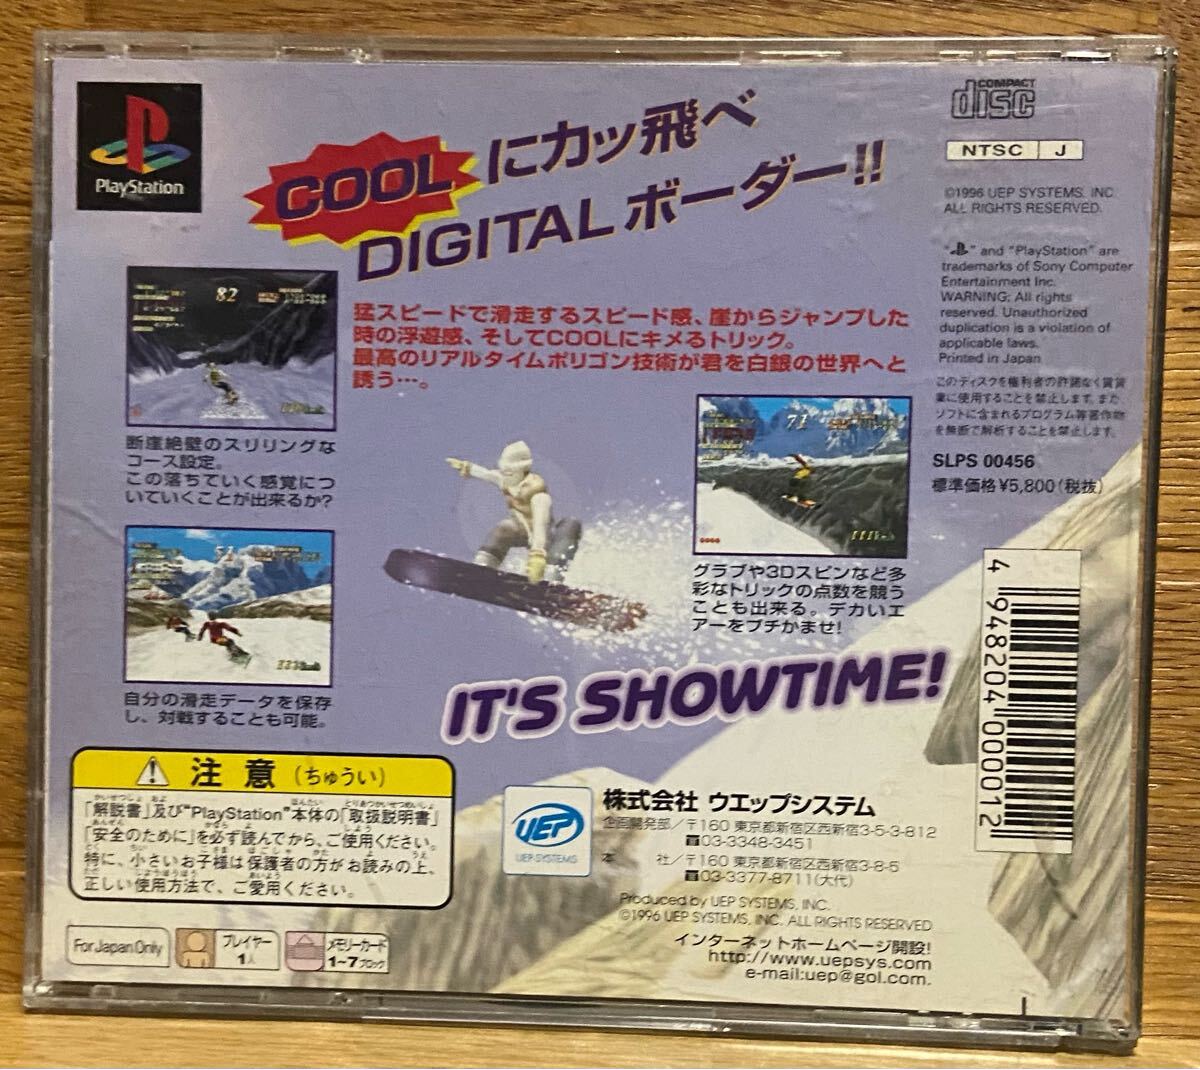 PlayStation
COOLにカッ飛べ
DIGITALボーダー!!
COMPACT
disc
NTSC J
©1996 UEP SYSTEMS, INC.
ALL RIGHTS RESERVED.
"PS" and "PlayStation" are
trademarks of Sony Computer
Entertainment Inc.
WARNING: All rights
reserved. Unauthorized
duplication is a violation of
applicable laws.
Printed in Japan
このディスクを権利者の許諾なく賃貸
業に使用することを禁止します。また
ソフトに含まれるプログラム等著作物
を無断で解析することを禁止します。
SLPS 00456
標準価格¥5,800(税抜)
猛スピードで滑走するスピード感、崖からジャンプした
時の浮遊感、そしてCOOLにキメるトリック。
最高のリアルタイムポリゴン技術が君を白銀の世界へと
誘う…。
82
断崖絶壁のスリリングな
コース設定。
この落ちていく感覚につ
いていくことが出来るか?
71
グラブや3Dスピンなど多
彩なトリックの点数を競う
ことも出来る。デカいエ
アーをブチかませ!
自分の滑走データを保存
し、対戦することも可能。
IT'S SHOWTIME!
4 948204 000012
注意(ちゅうい)
「解説書」及び"PlayStation"本体の「取扱説明書」
「安全のために」を必ず読んでから、ご使用ください。
特に、小さいお子様は保護者の方がお読みの上、
正しい使用方法で、ご愛用ください。
For Japan Only
プレイヤー
1人
メモリーカード
1~7ブロック
UEP
UEP SYSTEMS
株式会社 ウエップシステム
企画開発部/〒160 東京都新宿区西新宿3-5-3-812
☎03-3348-3451
本 社/〒160 東京都新宿区西新宿3-8-5
☎03-3377-8711(大代)
Produced by UEP SYSTEMS, INC.
©1996 UEP SYSTEMS, INC. ALL RIGHTS RESERVED
インターネットホームページ開設!
http://www.uepsys.com
e-mail:uep@gol.com.